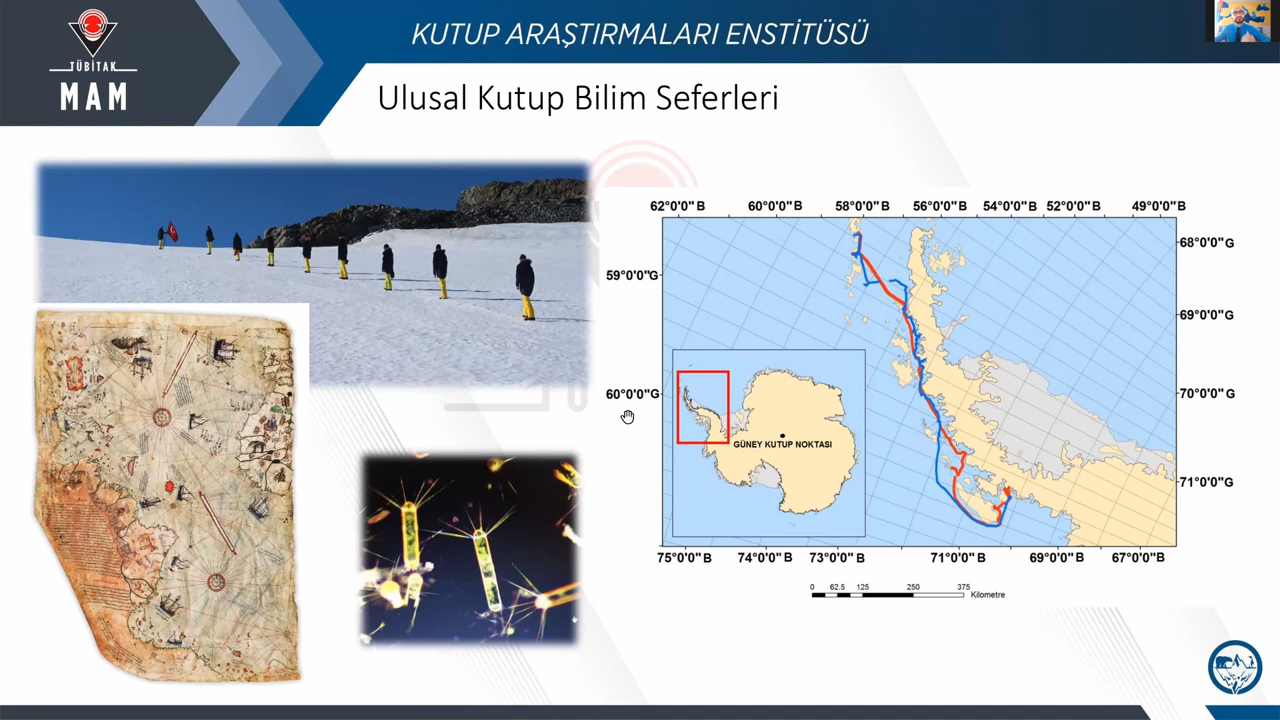 KUTUP ARAŞTIRMALARI ENSTİTÜSÜ
TÜBİTAK
MAM
Ulusal Kutup Bilim Seferleri
62°0'0"B 60°0'0"B 58°0'0"B 56°0'0"B 54°0'0"B 52°0'0"B 49°0'0"B
68°0'0"G
59°0'0"G
69°0'0"G
60°0'0"G
70°0'0"G
GÜNEY KUTUP NOKTASI
71°0'0"G
75°0'0"B 74°0'0"B 73°0'0"B 71°0'0"B 69°0'0"B 67°0'0"B
0 62.5 125 250 375
Kilometre